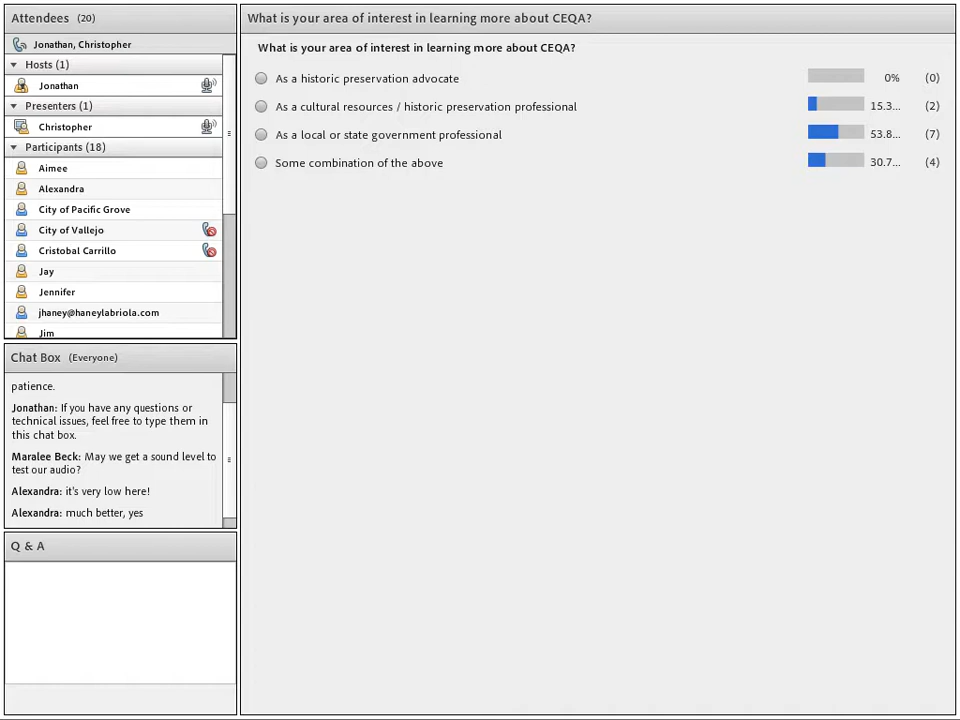 Attendees (20)
Jonathan, Christopher
Hosts (1)
Jonathan
Presenters (1)
Christopher
Participants (18)
Aimee
Alexandra
City of Pacific Grove
City of Vallejo
Cristobal Carrillo
Jay
Jennifer
jhaney@haneylabriola.com
Jim
Chat Box (Everyone)
patience.
Jonathan: If you have any questions or
technical issues, feel free to type them in
this chat box.
Maralee Beck: May we get a sound level to
test our audio?
Alexandra: it's very low here!
Alexandra: much better, yes
Q & A
What is your area of interest in learning more about CEQA?
What is your area of interest in learning more about CEQA?
As a historic preservation advocate 0% (0)
As a cultural resources / historic preservation professional 15.3... (2)
As a local or state government professional 53.8... (7)
Some combination of the above 30.7... (4)